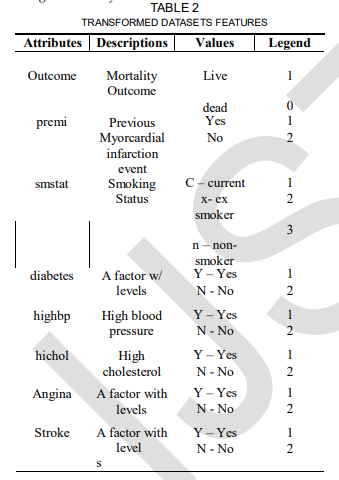 TABLE 2
TRANSFORMED DATASETS FEATURES
Attributes Descriptions Values Legend
Outcome Mortality Live 1
Outcome
dead 0
premi Previous Yes 1
Myorcardial No 2
infarction
event
smstat Smoking C – current 1
Status x- ex 2
smoker
3
n – non-
smoker
diabetes A factor w/ Y – Yes 1
levels N - No 2
highbp High blood Y – Yes 1
pressure N - No 2
hichol High Y – Yes 1
cholesterol N - No 2
Angina A factor with Y – Yes 1
levels N - No 2
Stroke A factor with Y – Yes 1
level N - No 2
s